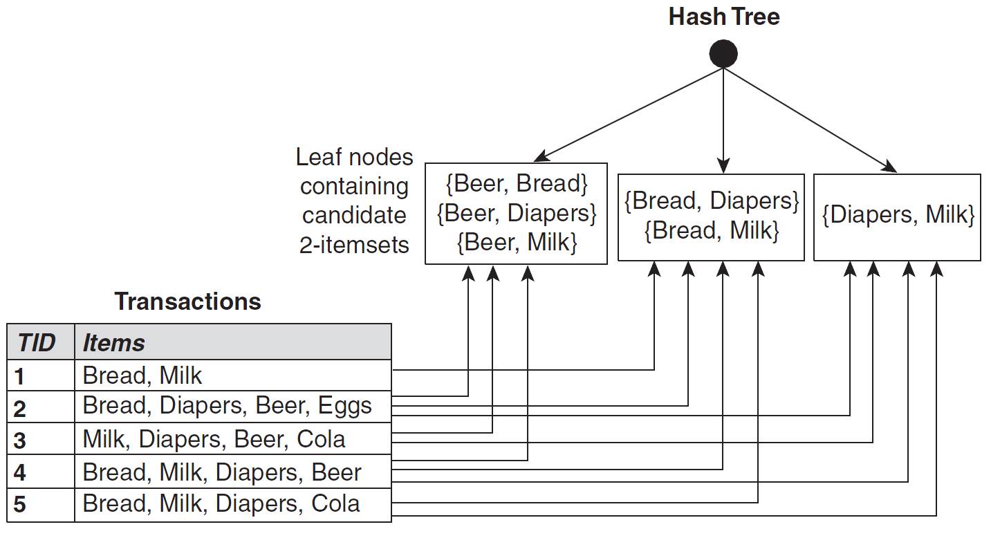 Hash Tree
Leaf nodes
containing
candidate
2-itemsets
{Beer, Bread}
{Beer, Diapers}
{Beer, Milk}
{Bread, Diapers}
{Bread, Milk}
{Diapers, Milk}
Transactions
TID Items
1 Bread, Milk
2 Bread, Diapers, Beer, Eggs
3 Milk, Diapers, Beer, Cola
4 Bread, Milk, Diapers, Beer
5 Bread, Milk, Diapers, Cola